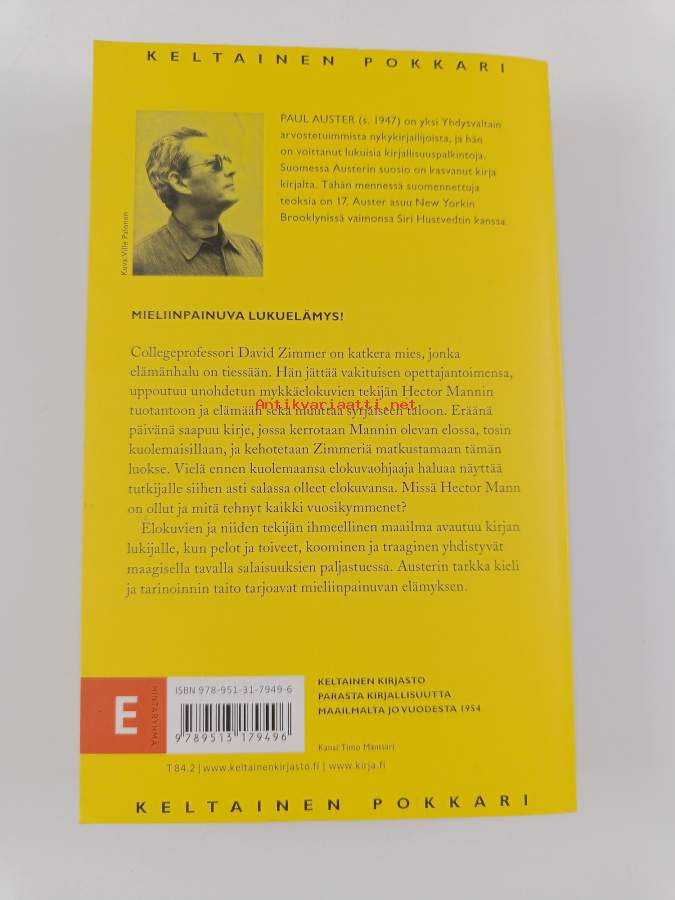 KELTAINEN POKKARI
PAUL AUSTER (s. 1947) on yksi Yhdysvaltain
arvostetuimmista nykykirjailijoista, ja hän
on voittanut lukuisia kirjallisuuspalkintoja.
Suomessa Austerin suosio on kasvanut kirja
kirjalta. Tähän mennessä suomennettuja
teoksia on 17. Auster asuu New Yorkin
Brooklynissä vaimonsa Siri Hustvedtin kanssa.
Kuva: Ville Palonen
MIELIINPAINUVA LUKUELÄMYS!
Collegeprofessori David Zimmer on katkera mies, jonka
elämänhalu on tiessään. Hän jättää vakituisen opettajantoimensa,
uppoutuu unohdetun mykkäelokuvien tekijän Hector Mannin
tuotantoon ja elämään sekä muuttaa syrjäiseen taloon. Eräänä
Antikvariaatti.net
päivänä saapuu kirje, jossa kerrotaan Mannin olevan elossa, tosin
kuolemaisillaan, ja kehotetaan Zimmeriä matkustamaan tämän
luokse. Vielä ennen kuolemaansa elokuvaohjaaja haluaa näyttää
tutkijalle siihen asti salassa olleet elokuvansa. Missä Hector Mann
on ollut ja mitä tehnyt kaikki vuosikymmenet?
Elokuvien ja niiden tekijän ihmeellinen maailma avautuu kirjan
lukijalle, kun pelot ja toiveet, koominen ja traaginen yhdistyvät
maagisella tavalla salaisuuksien paljastuessa. Austerin tarkka kieli
ja tarinoinnin taito tarjoavat mieliinpainuvan elämyksen.
E
HINTARYHMÄ
ISBN 978-951-31-7949-6
9 789513 179496
KELTAINEN KIRJASTO
PARASTA KIRJALLISUUTTA
MAAILMALTA JO VUODESTA 1954
Kansi Timo Mänttäri
T 84.2 | www.keltainenkirjasto.fi | www.kirja.fi
KELTAINEN POKKARI